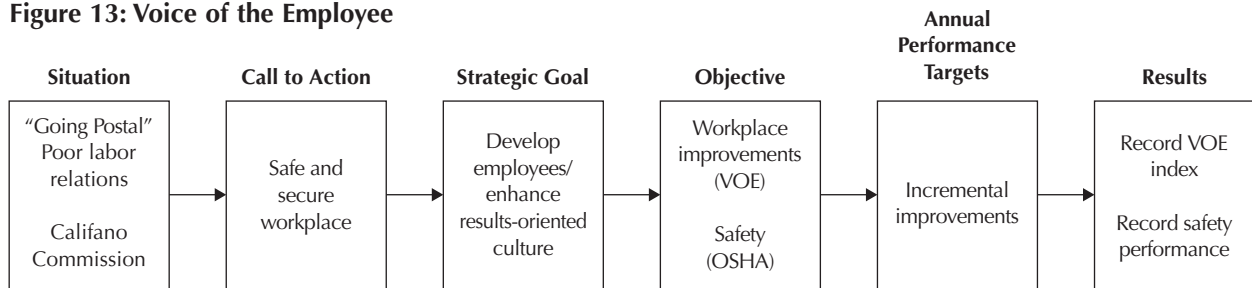 Figure 13: Voice of the Employee
Situation
"Going Postal"
Poor labor
relations
Califano
Commission
Call to Action
Safe and
secure
workplace
Strategic Goal
Develop
employees/
enhance
results-oriented
culture
Objective
Workplace
improvements
(VOE)
Safety
(OSHA)
Annual
Performance
Targets
Incremental
improvements
Results
Record VOE
index
Record safety
performance